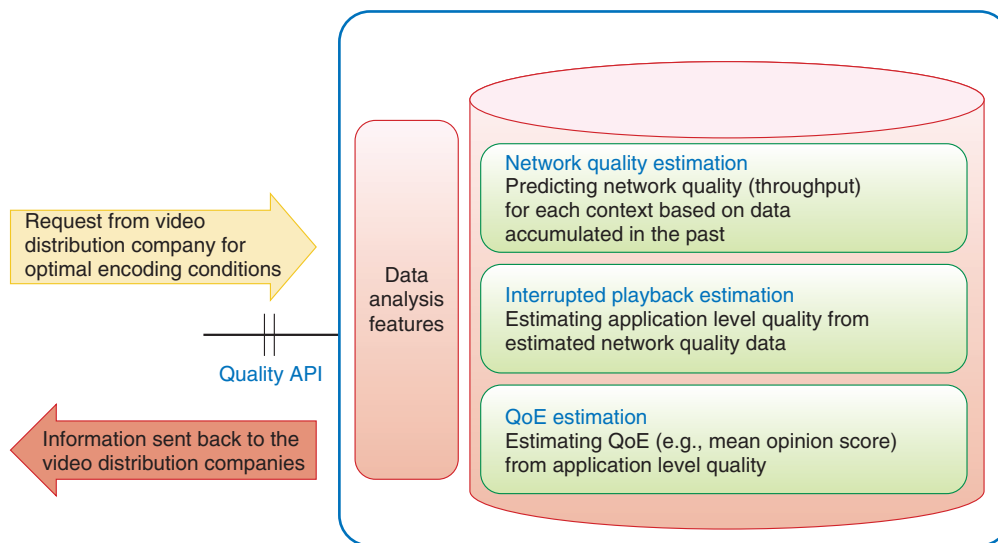 Request from video
distribution company for
optimal encoding conditions
Quality API
Information sent back to the
video distribution companies
Data
analysis
features
Network quality estimation
Predicting network quality (throughput)
for each context based on data
accumulated in the past
Interrupted playback estimation
Estimating application level quality from
estimated network quality data
QoE estimation
Estimating QoE (e.g., mean opinion score)
from application level quality